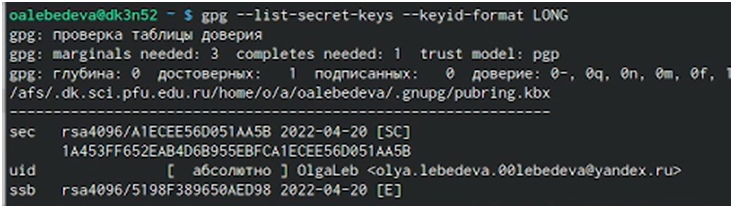 oalebedeva@dk3n52 ~ $ gpg --list-secret-keys --keyid-format LONG
gpg: проверка таблицы доверия
gpg: marginals needed: 3  completes needed: 1  trust model: pgp
gpg: глубина: 0  достоверных:   1  подписанных:   0  доверие: 0-, 0q, 0n, 0m, 0f, 1
/afs/.dk.sci.pfu.edu.ru/home/o/a/oalebedeva/.gnupg/pubring.kbx
--------------------------------------------------------------
sec   rsa4096/A1ECEE56D051AA5B 2022-04-20 [SC]
      1A453FF652EAB4D6B955EBFCA1ECEE56D051AA5B
uid               [  абсолютно ] OlgaLeb <olya.lebedeva.00lebedeva@yandex.ru>
ssb   rsa4096/5198F389650AED98 2022-04-20 [E]